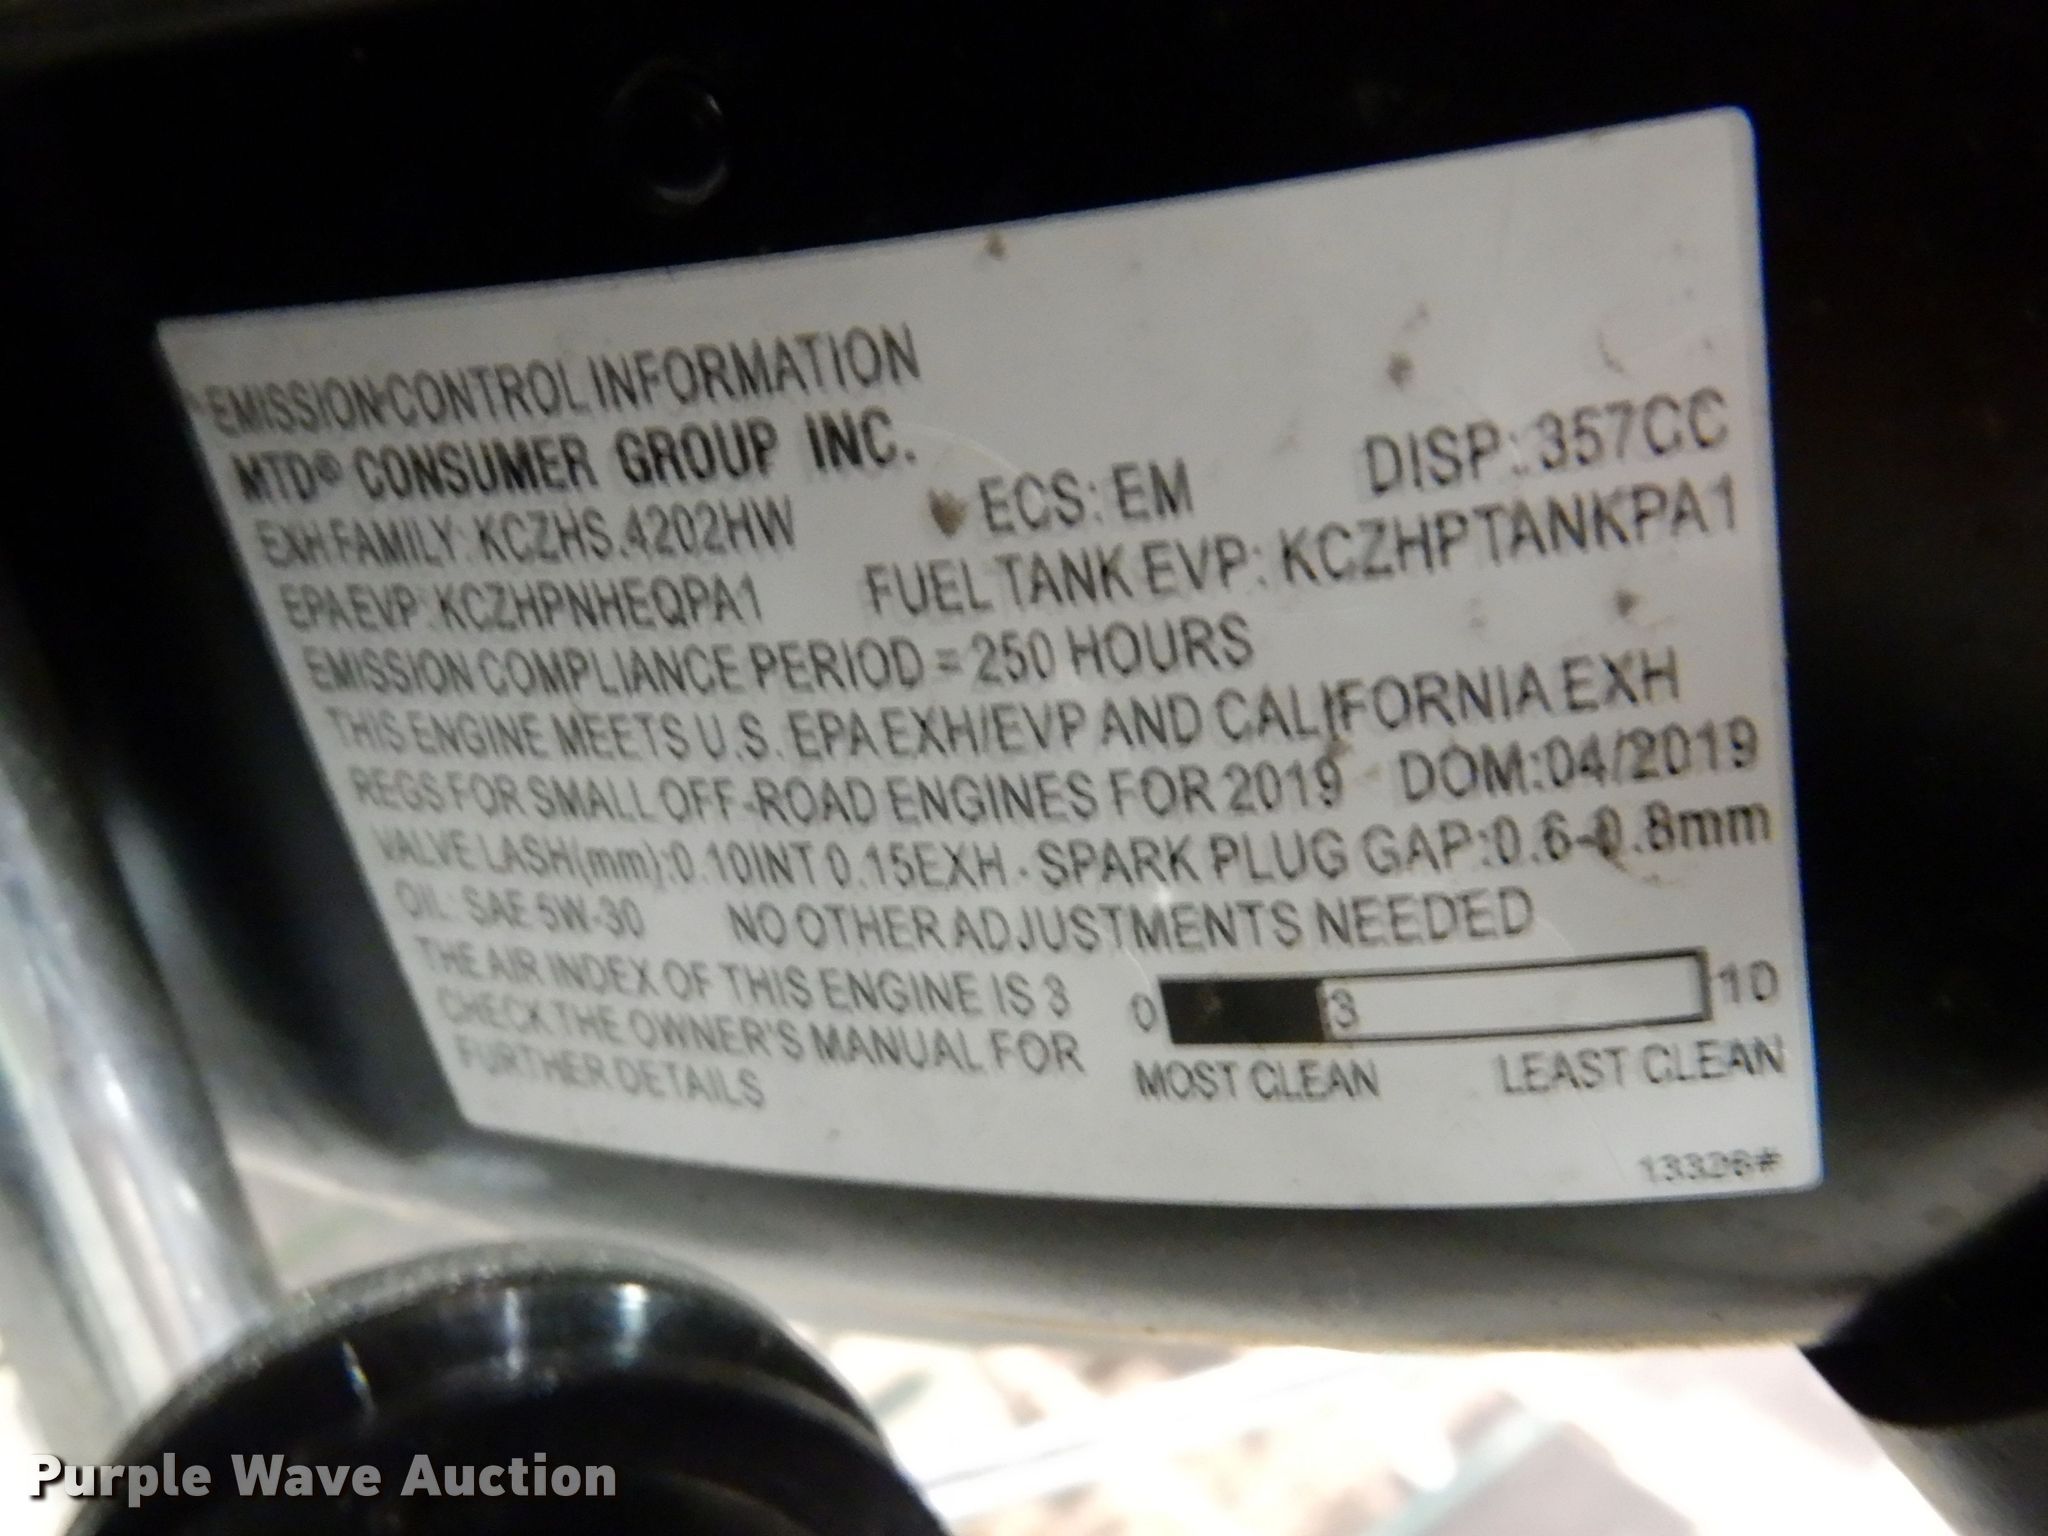 EMISSION CONTROL INFORMATION
MTD® CONSUMER GROUP INC.
EXH FAMILY: KCZHS.4202HW ECS: EM DISP: 357CC
EPA EVP: KCZHPNHEQPA1 FUEL TANK EVP: KCZHPTANKPA1
EMISSION COMPLIANCE PERIOD = 250 HOURS
THIS ENGINE MEETS U.S. EPA EXH/EVP AND CALIFORNIA EXH
REGS FOR SMALL OFF-ROAD ENGINES FOR 2019 DOM:04/2019
VALVE LASH(mm):0.10INT 0.15EXH - SPARK PLUG GAP:0.6-0.8mm
OIL: SAE 5W-30 NO OTHER ADJUSTMENTS NEEDED
THE AIR INDEX OF THIS ENGINE IS 3
CHECK THE OWNER'S MANUAL FOR
FURTHER DETAILS
0 3 10
MOST CLEAN LEAST CLEAN
13326#
Purple Wave Auction